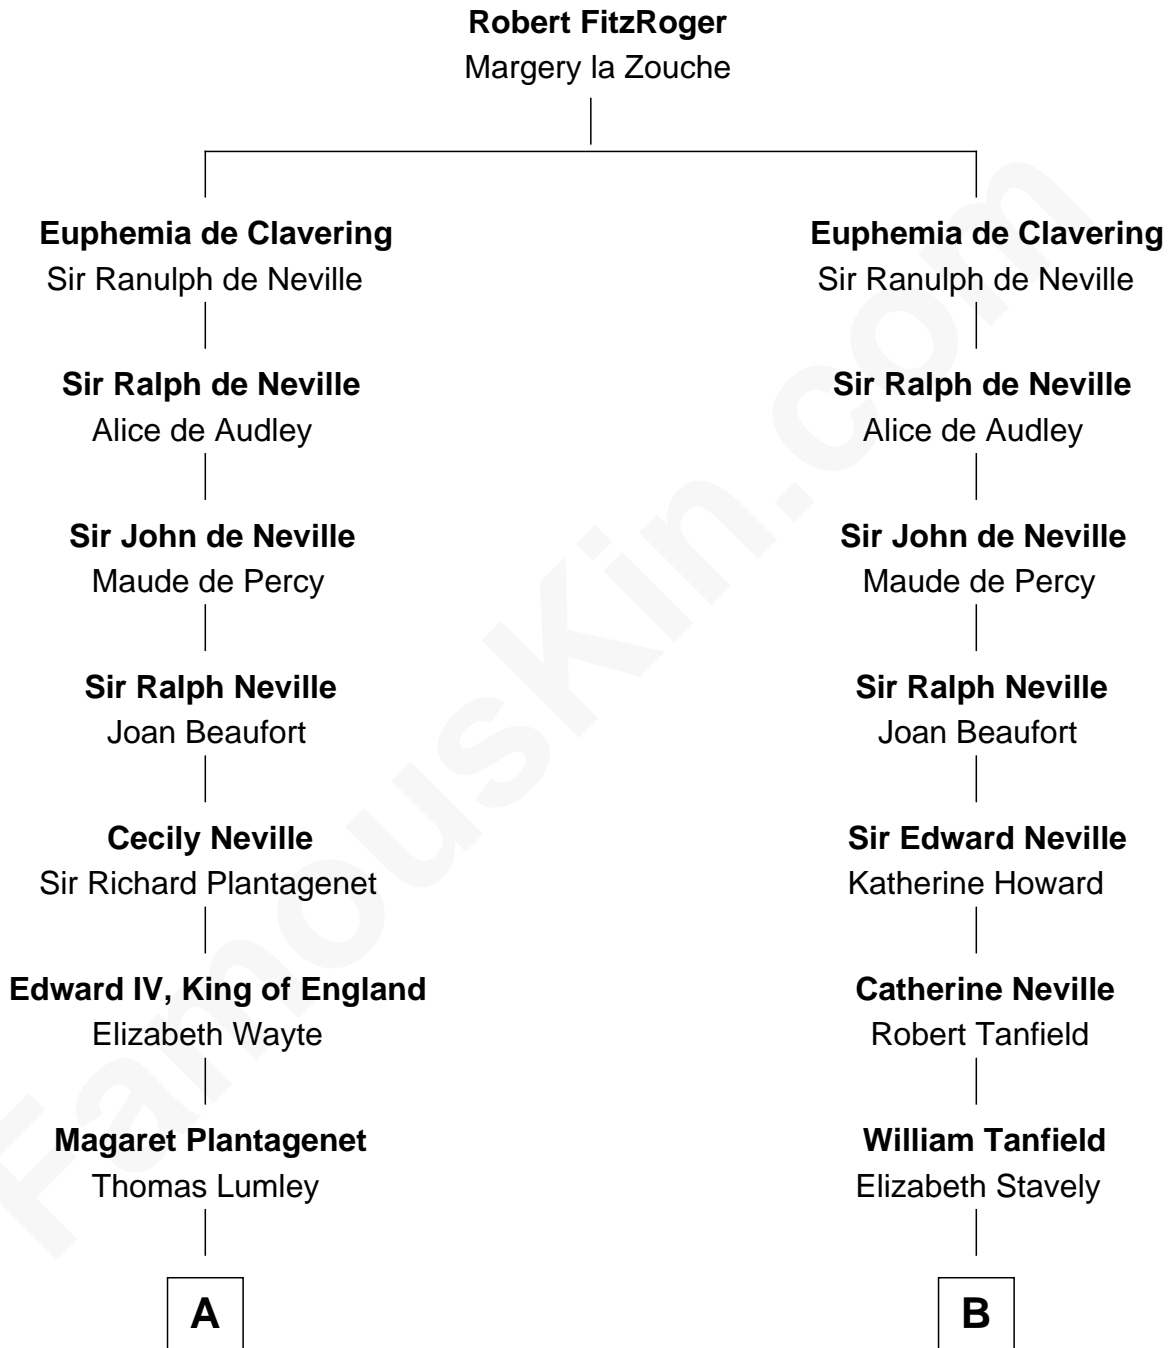 Robert FitzRoger
Margery la Zouche
Euphemia de Clavering
Sir Ranulph de Neville
Euphemia de Clavering
Sir Ranulph de Neville
Sir Ralph de Neville
Alice de Audley
Sir Ralph de Neville
Alice de Audley
Sir John de Neville
Maude de Percy
Sir John de Neville
Maude de Percy
Sir Ralph Neville
Joan Beaufort
Sir Ralph Neville
Joan Beaufort
Cecily Neville
Sir Richard Plantagenet
Sir Edward Neville
Katherine Howard
Edward IV, King of England
Elizabeth Wayte
Catherine Neville
Robert Tanfield
Magaret Plantagenet
Thomas Lumley
William Tanfield
Elizabeth Stavely
A
B
FamousKin.com